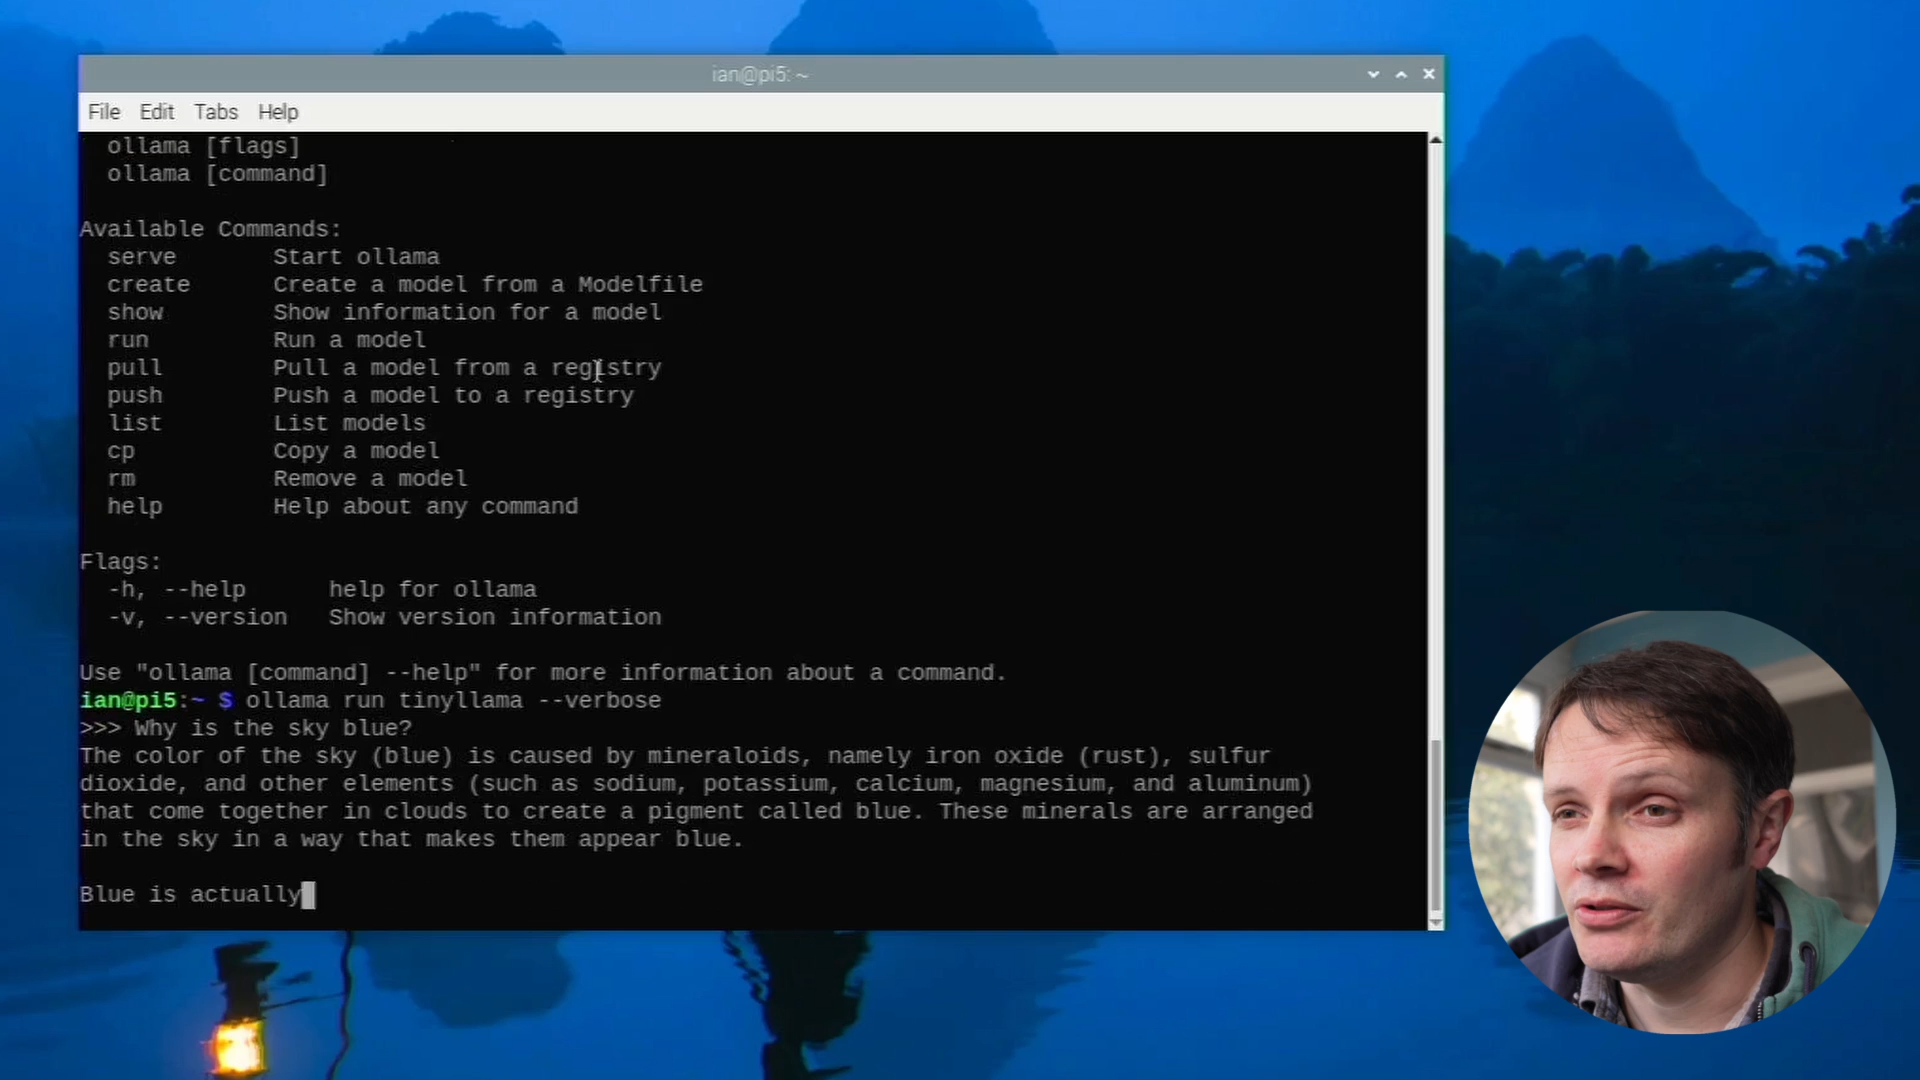 ian@pi5: ~
File Edit Tabs Help
ollama [flags]
ollama [command]
Available Commands:
serve Start ollama
create Create a model from a Modelfile
show Show information for a model
run Run a model
pull Pull a model from a registry
push Push a model to a registry
list List models
cp Copy a model
rm Remove a model
help Help about any command
Flags:
-h, --help help for ollama
-v, --version Show version information
Use "ollama [command] --help" for more information about a command.
ian@pi5:~ $ ollama run tinyllama --verbose
>>> Why is the sky blue?
The color of the sky (blue) is caused by mineraloids, namely iron oxide (rust), sulfur
dioxide, and other elements (such as sodium, potassium, calcium, magnesium, and aluminum)
that come together in clouds to create a pigment called blue. These minerals are arranged
in the sky in a way that makes them appear blue.
Blue is actually